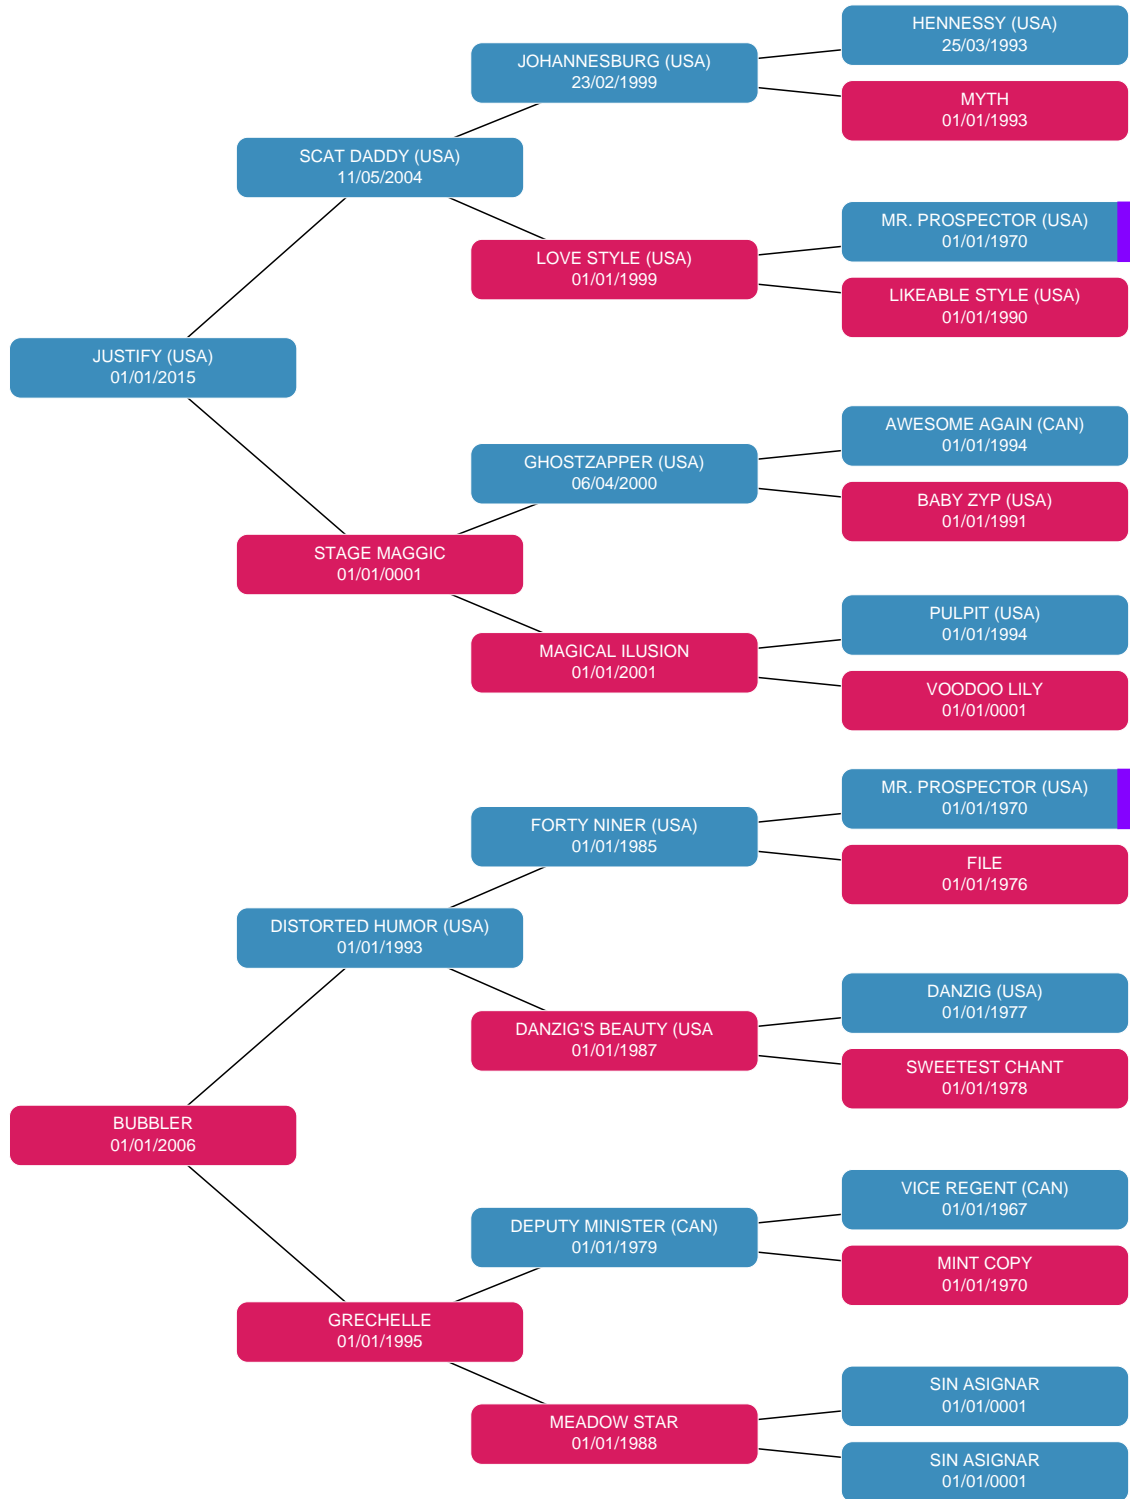 HENNESSY (USA)
25/03/1993
JOHANNESBURG (USA)
23/02/1999
MYTH
01/01/1993
SCAT DADDY (USA)
11/05/2004
MR. PROSPECTOR (USA)
01/01/1970
LOVE STYLE (USA)
01/01/1999
LIKEABLE STYLE (USA)
01/01/1990
JUSTIFY (USA)
01/01/2015
AWESOME AGAIN (CAN)
01/01/1994
GHOSTZAPPER (USA)
06/04/2000
BABY ZYP (USA)
01/01/1991
STAGE MAGGIC
01/01/0001
PULPIT (USA)
01/01/1994
MAGICAL ILUSION
01/01/2001
VOODOO LILY
01/01/0001
MR. PROSPECTOR (USA)
01/01/1970
FORTY NINER (USA)
01/01/1985
FILE
01/01/1976
DISTORTED HUMOR (USA)
01/01/1993
DANZIG (USA)
01/01/1977
DANZIG'S BEAUTY (USA
01/01/1987
SWEETEST CHANT
01/01/1978
BUBBLER
01/01/2006
VICE REGENT (CAN)
01/01/1967
DEPUTY MINISTER (CAN)
01/01/1979
MINT COPY
01/01/1970
GRECHELLE
01/01/1995
SIN ASIGNAR
01/01/0001
MEADOW STAR
01/01/1988
SIN ASIGNAR
01/01/0001